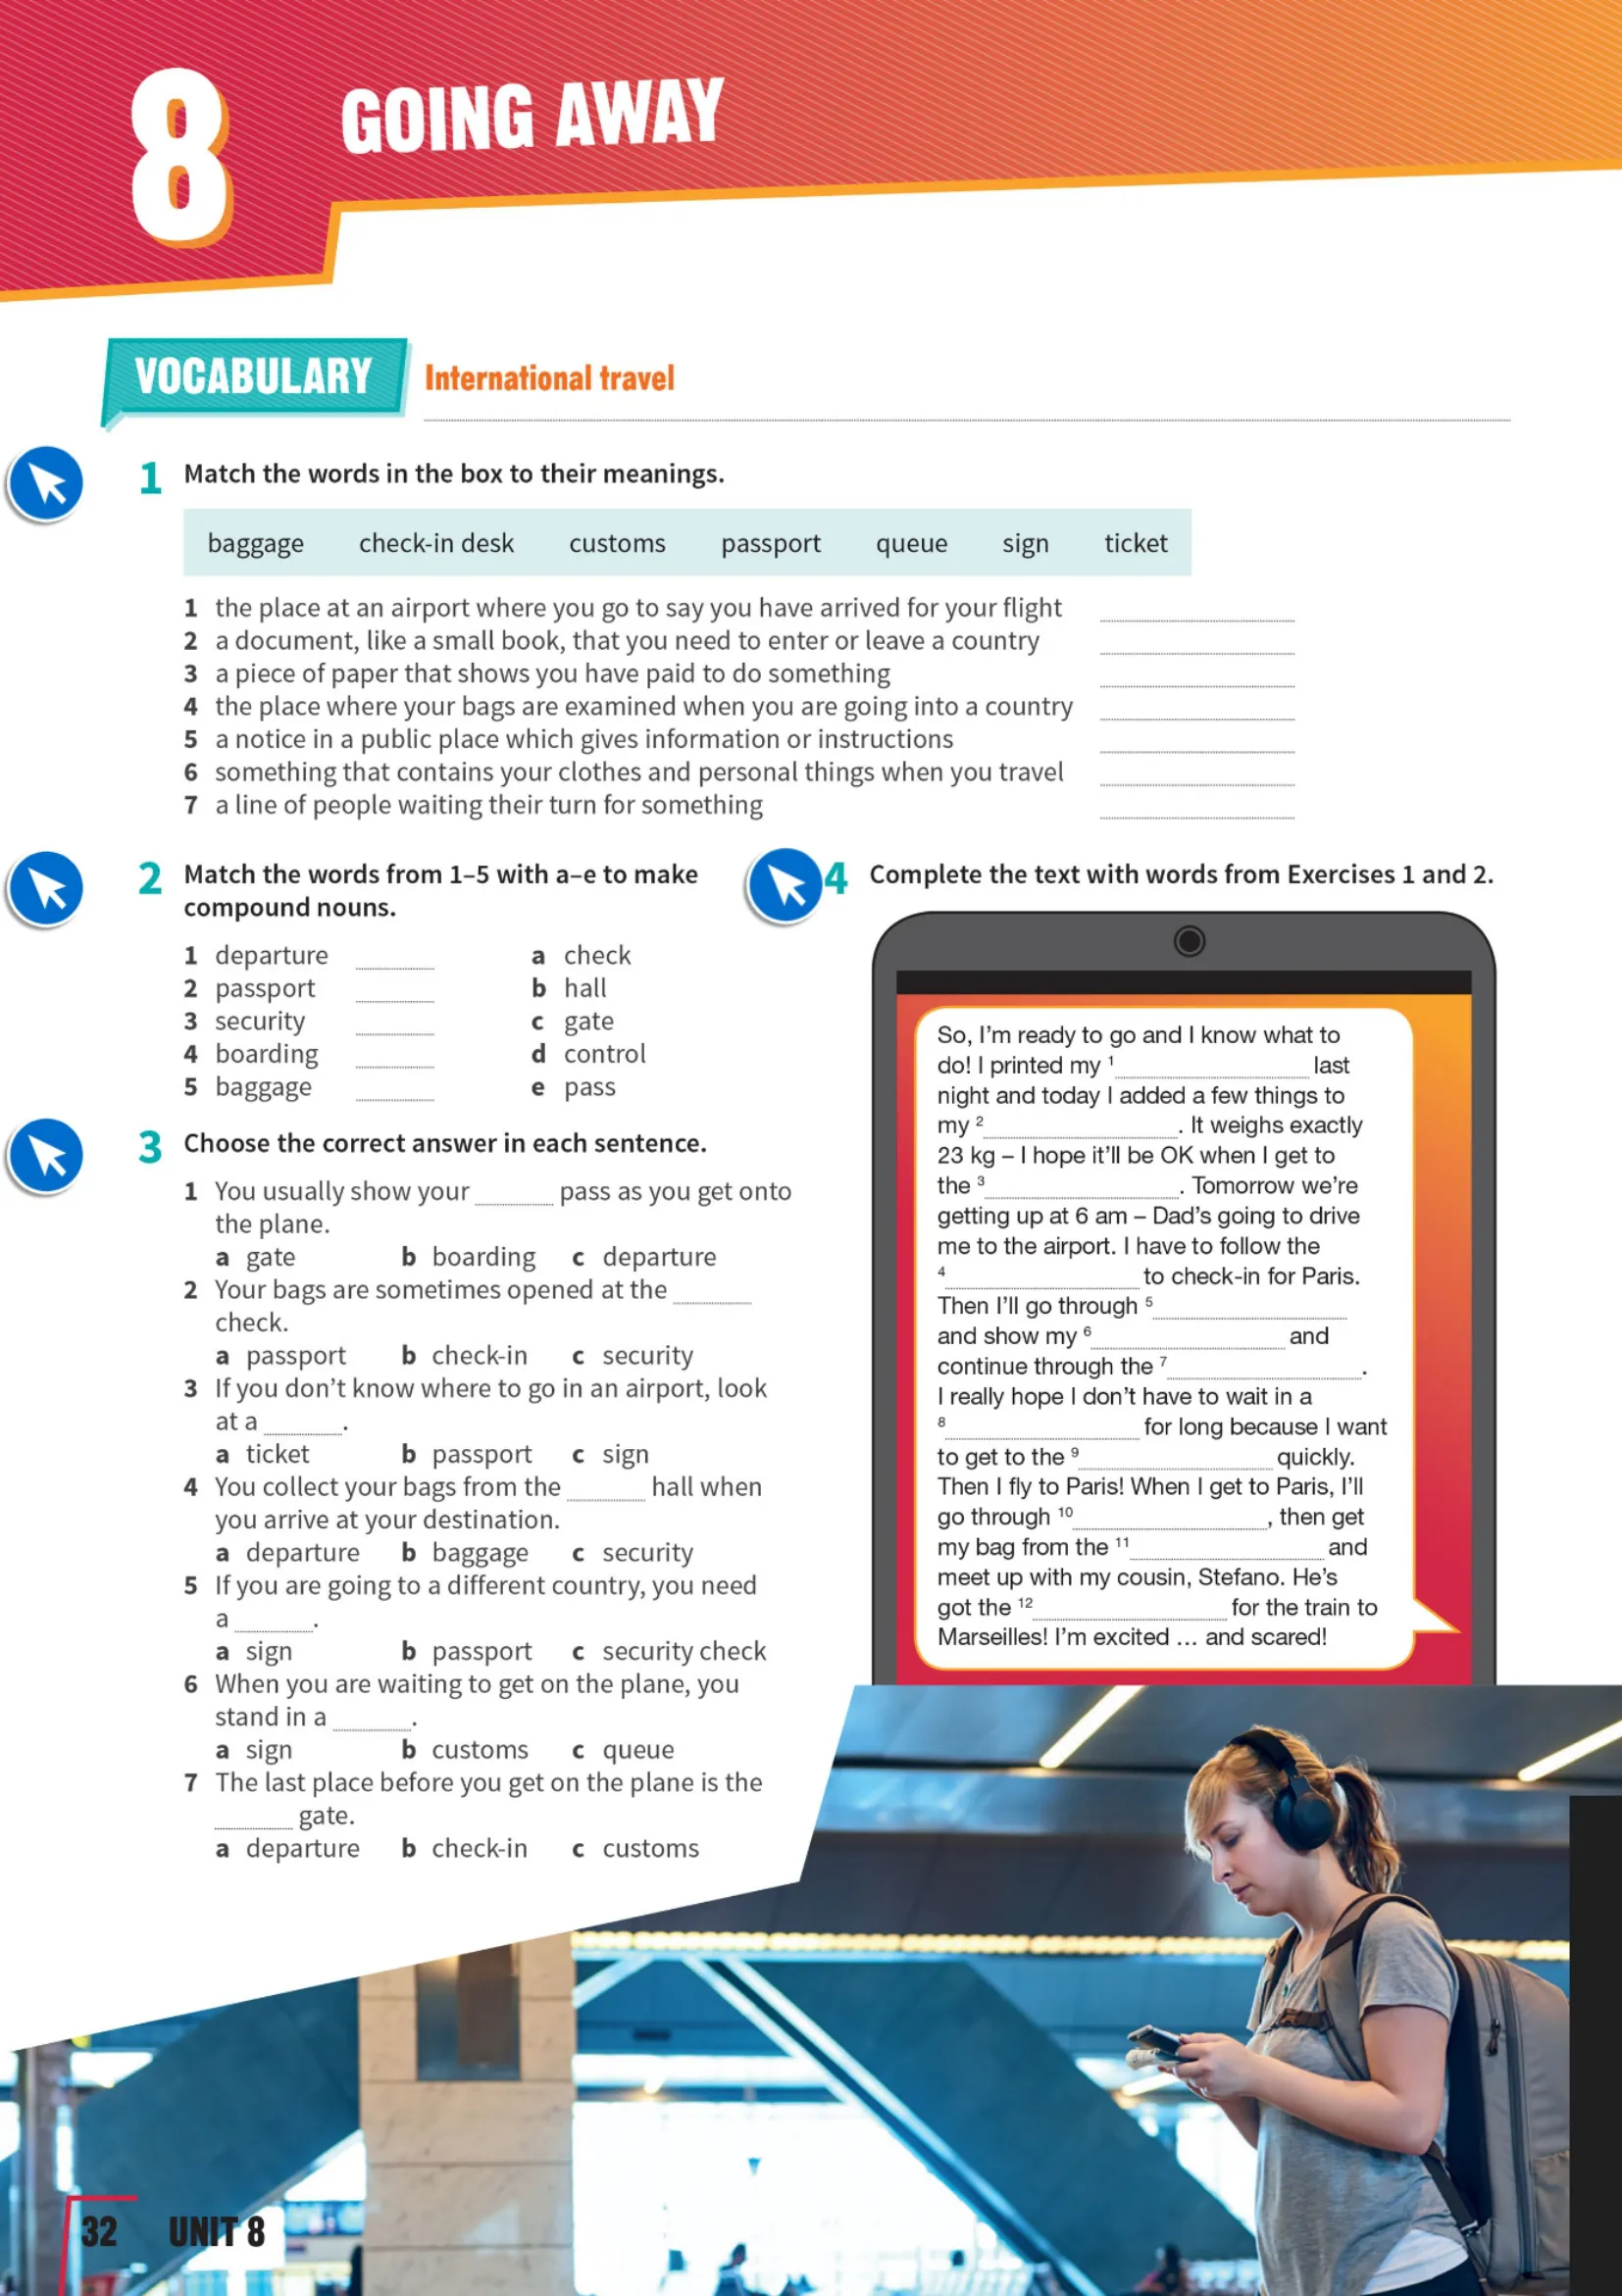 8 GOING AWAY
VOCABULARY International travel
1 Match the words in the box to their meanings.
baggage check-in desk customs passport queue sign ticket
1 the place at an airport where you go to say you have arrived for your flight
2 a document, like a small book, that you need to enter or leave a country
3 a piece of paper that shows you have paid to do something
4 the place where your bags are examined when you are going into a country
5 a notice in a public place which gives information or instructions
6 something that contains your clothes and personal things when you travel
7 a line of people waiting their turn for something
2 Match the words from 1–5 with a–e to make
compound nouns.
1 departure a check
2 passport b hall
3 security c gate
4 boarding d control
5 baggage e pass
3 Choose the correct answer in each sentence.
1 You usually show your pass as you get onto
the plane.
a gate b boarding c departure
2 Your bags are sometimes opened at the
check.
a passport b check-in c security
3 If you don’t know where to go in an airport, look
at a .
a ticket b passport c sign
4 You collect your bags from the hall when
you arrive at your destination.
a departure b baggage c security
5 If you are going to a different country, you need
a .
a sign b passport c security check
6 When you are waiting to get on the plane, you
stand in a .
a sign b customs c queue
7 The last place before you get on the plane is the
gate.
a departure b check-in c customs
4 Complete the text with words from Exercises 1 and 2.
So, I’m ready to go and I know what to
do! I printed my 1 last
night and today I added a few things to
my 2 . It weighs exactly
23 kg – I hope it’ll be OK when I get to
the 3 . Tomorrow we’re
getting up at 6 am – Dad’s going to drive
me to the airport. I have to follow the
4 to check-in for Paris.
Then I’ll go through 5
and show my 6 and
continue through the 7 .
I really hope I don’t have to wait in a
8 for long because I want
to get to the 9 quickly.
Then I fly to Paris! When I get to Paris, I’ll
go through 10 , then get
my bag from the 11 and
meet up with my cousin, Stefano. He’s
got the 12 for the train to
Marseilles! I’m excited … and scared!
32 UNIT 8